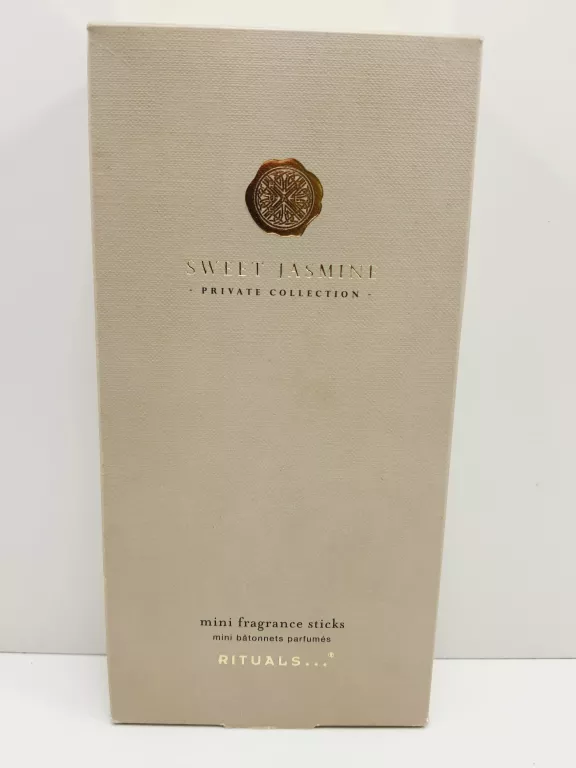 SWEET JASMINE
- PRIVATE COLLECTION -
mini fragrance sticks
mini bâtonnets parfumés
RITUALS...®